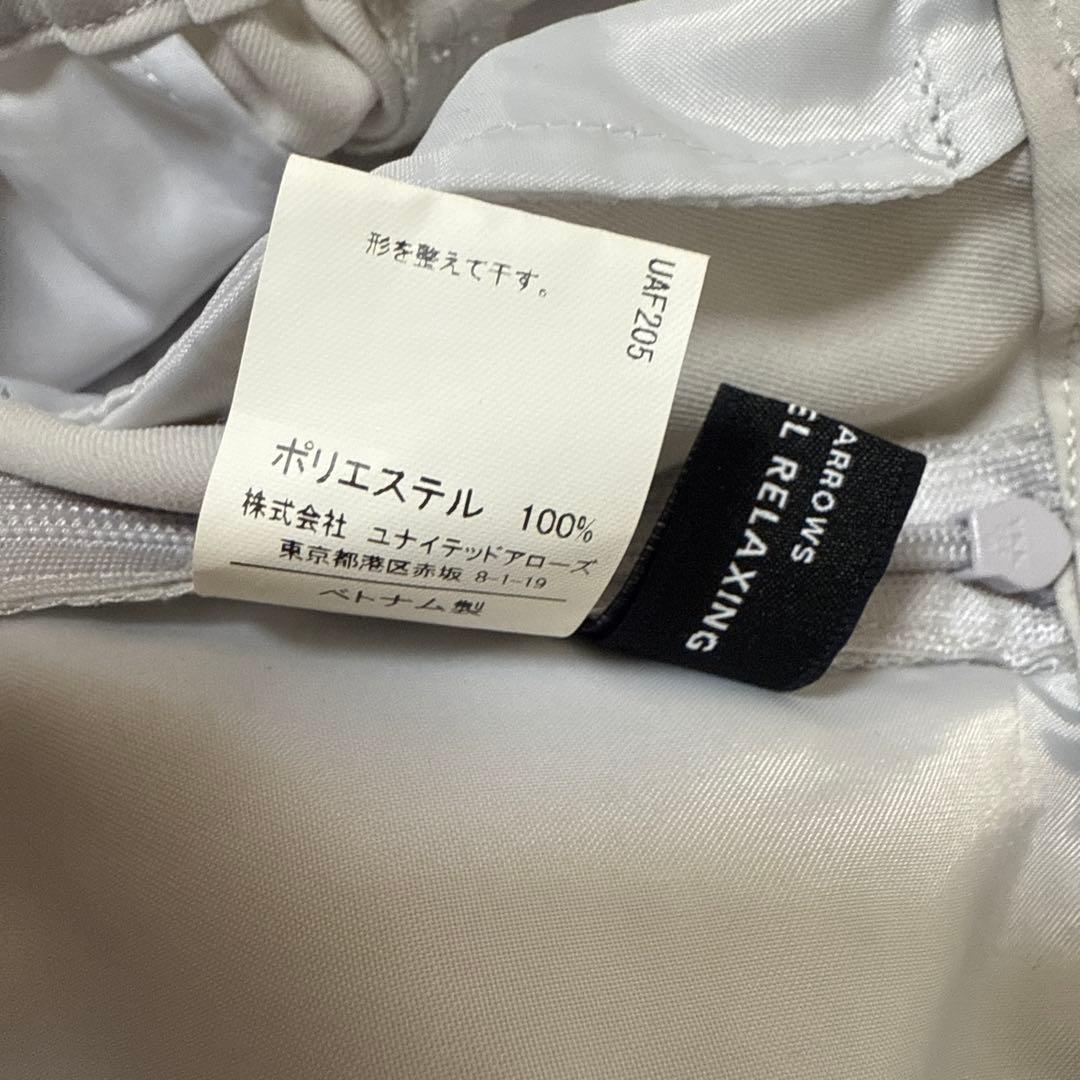 形を整えて干す。
UAF205
ポリエステル 100%
株式会社 ユナイテッドアローズ
東京都港区赤坂 8-1-19
ベトナム製
ARROWS
EL RELAXING